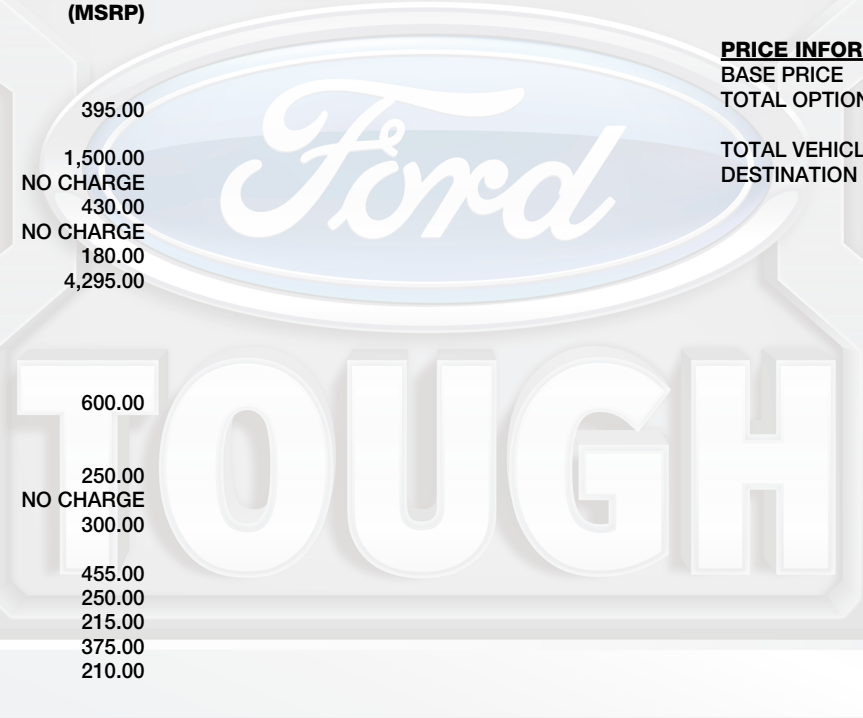 (MSRP)
395.00
1,500.00
NO CHARGE
430.00
NO CHARGE
180.00
4,295.00
600.00
250.00
NO CHARGE
300.00
455.00
250.00
215.00
375.00
210.00
PRICE INFOR
BASE PRICE
TOTAL OPTION
TOTAL VEHICL
DESTINATION
Ford
TOUGH